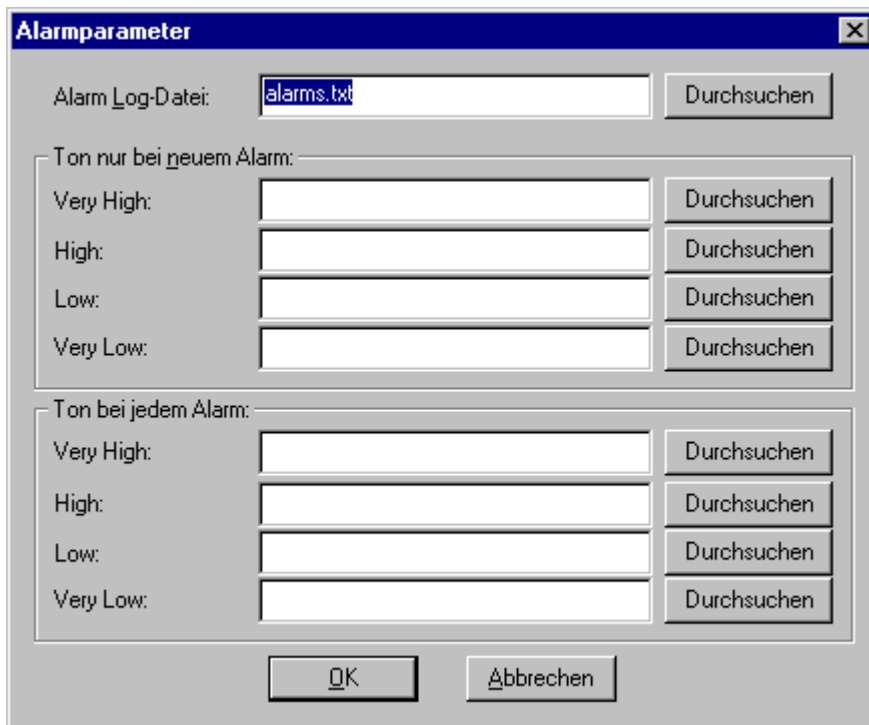 Alarmparameter
Alarm Log-Datei: alarms.txt Durchsuchen
Ton nur bei neuem Alarm:
Very High: Durchsuchen
High: Durchsuchen
Low: Durchsuchen
Very Low: Durchsuchen
Ton bei jedem Alarm:
Very High: Durchsuchen
High: Durchsuchen
Low: Durchsuchen
Very Low: Durchsuchen
OK Abbrechen